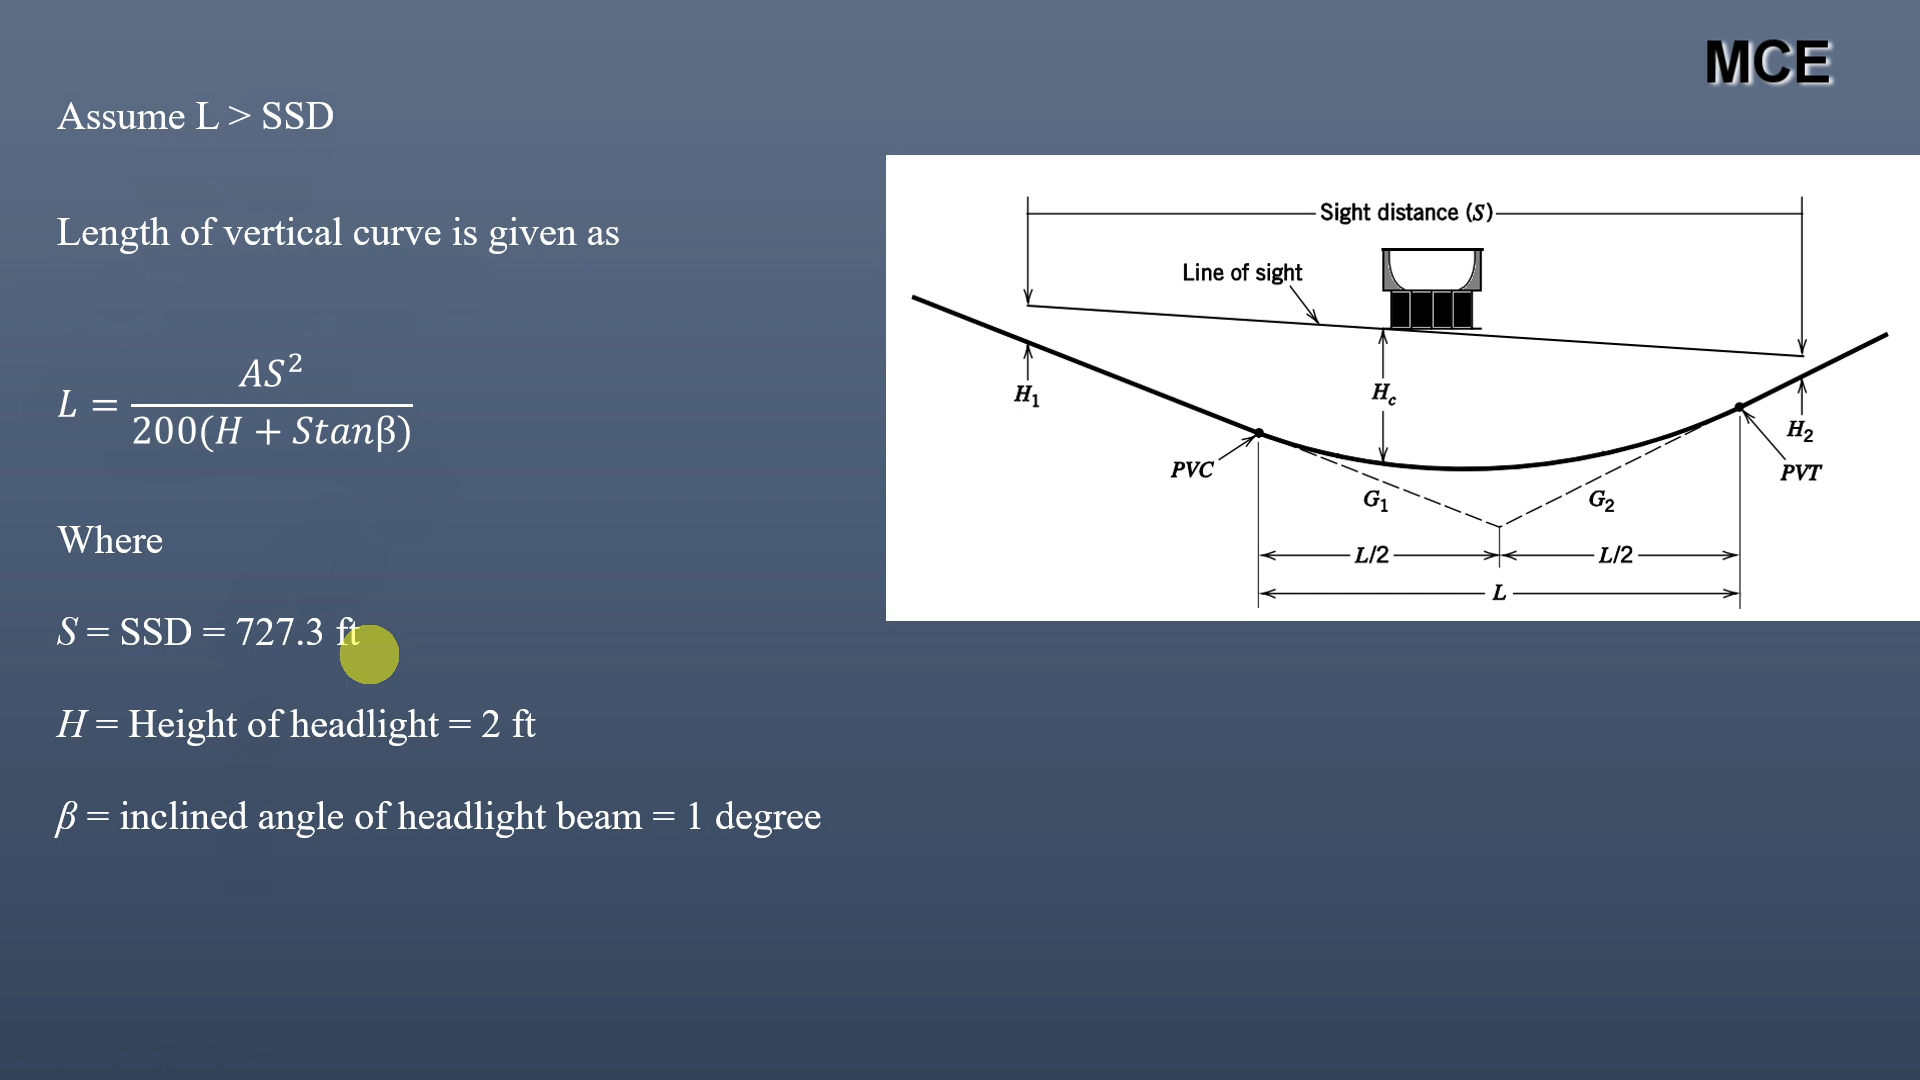 MCE
Assume L > SSD
Length of vertical curve is given as
L = AS² / 200(H + Stanβ)
Where
S = SSD = 727.3 ft
H = Height of headlight = 2 ft
β = inclined angle of headlight beam = 1 degree
Sight distance (S)
Line of sight
H₁
H꜀
H₂
PVC
PVT
G₁
G₂
L/2
L/2
L